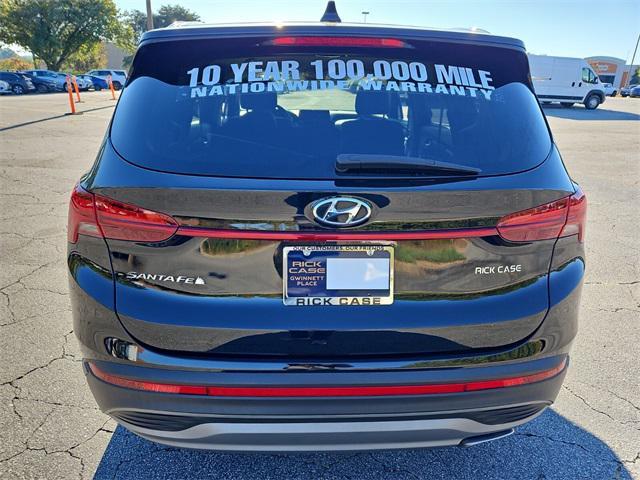 10 YEAR 100,000 MILE
NATIONWIDE WARRANTY
OUR CUSTOMERS, OUR FRIENDS
RICK CASE
GWINNETT
PLACE
SANTA FE
RICK CASE
RICK CASE